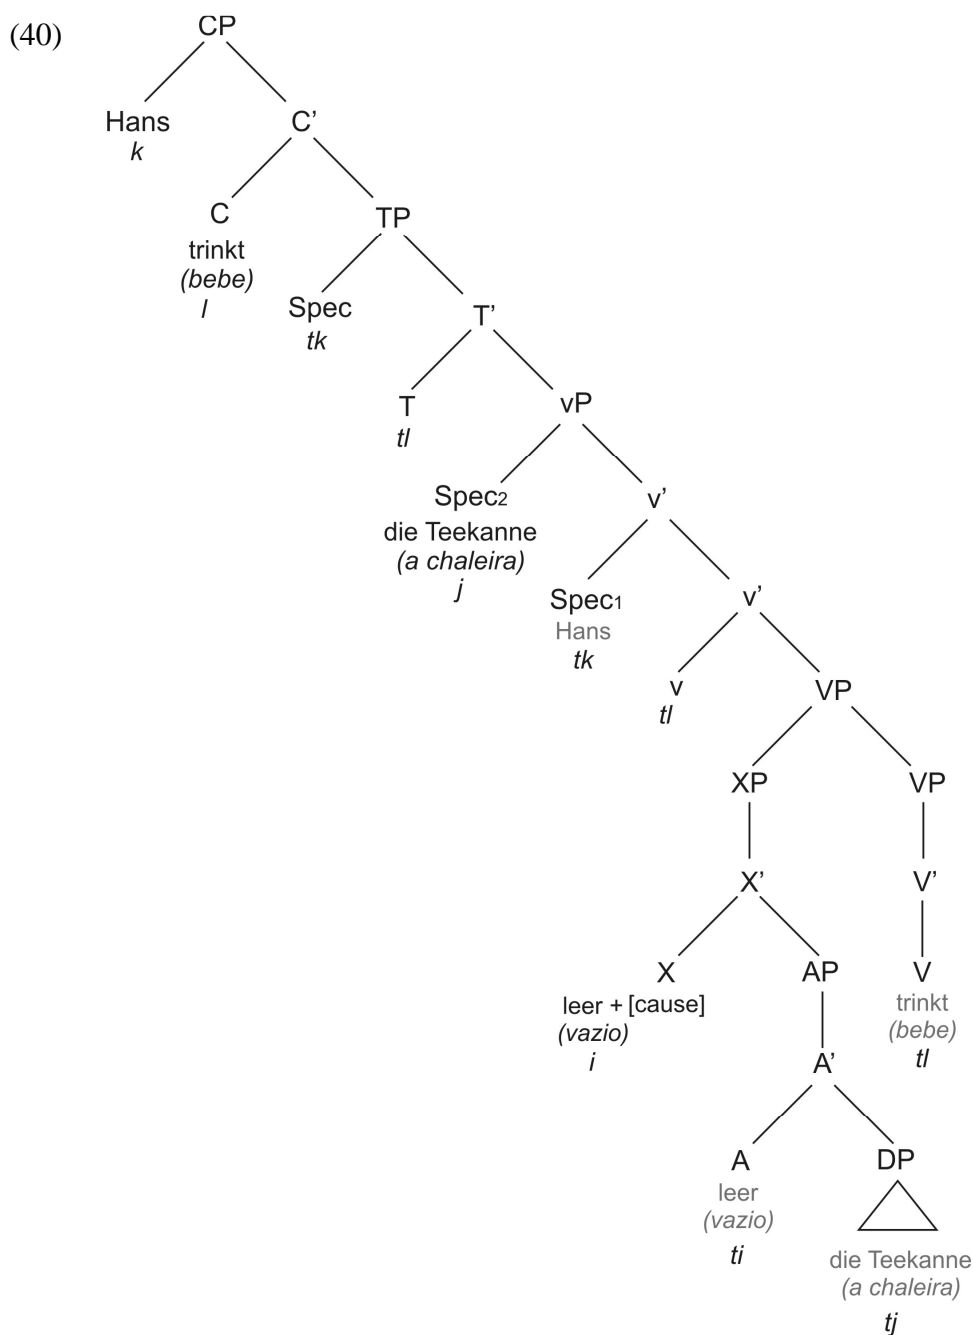 (40)
CP
Hans
k
C’
C
trinkt
(bebe)
l
TP
Spec
tk
T’
T
tl
vP
Spec2
die Teekanne
(a chaleira)
j
v’
Spec1
Hans
tk
v’
v
tl
VP
XP
VP
X’
V’
X
leer + [cause]
(vazio)
i
AP
V
trinkt
(bebe)
tl
A’
A
leer
(vazio)
ti
DP
die Teekanne
(a chaleira)
tj